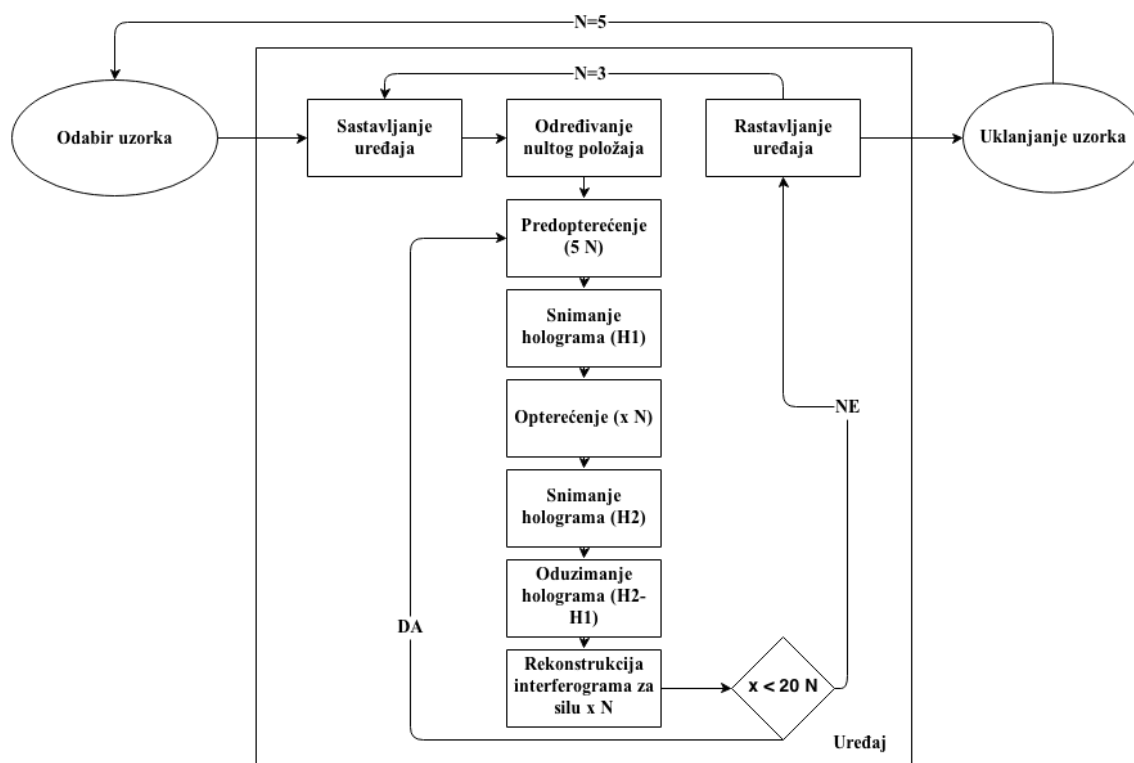 N=5
N=3
Odabir uzorka
Sastavljanje
uređaja
Određivanje
nultog položaja
Rastavljanje
uređaja
Uklanjanje uzorka
Predopterećenje
(5 N)
Snimanje
holograma (H1)
Opterećenje (x N)
NE
Snimanje
holograma (H2)
Oduzimanje
holograma (H2-
H1)
DA
Rekonstrukcija
interferograma za
silu x N
x < 20 N
Uređaj